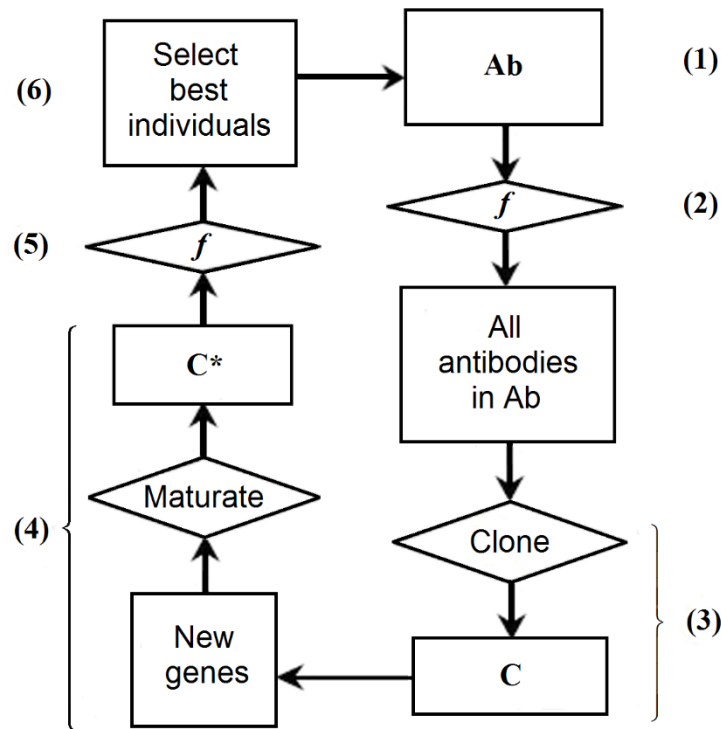 Select
best
individuals
(6)
Ab
(1)
f
(2)
f
(5)
All
antibodies
in Ab
C*
Maturate
(4)
Clone
(3)
New
genes
C